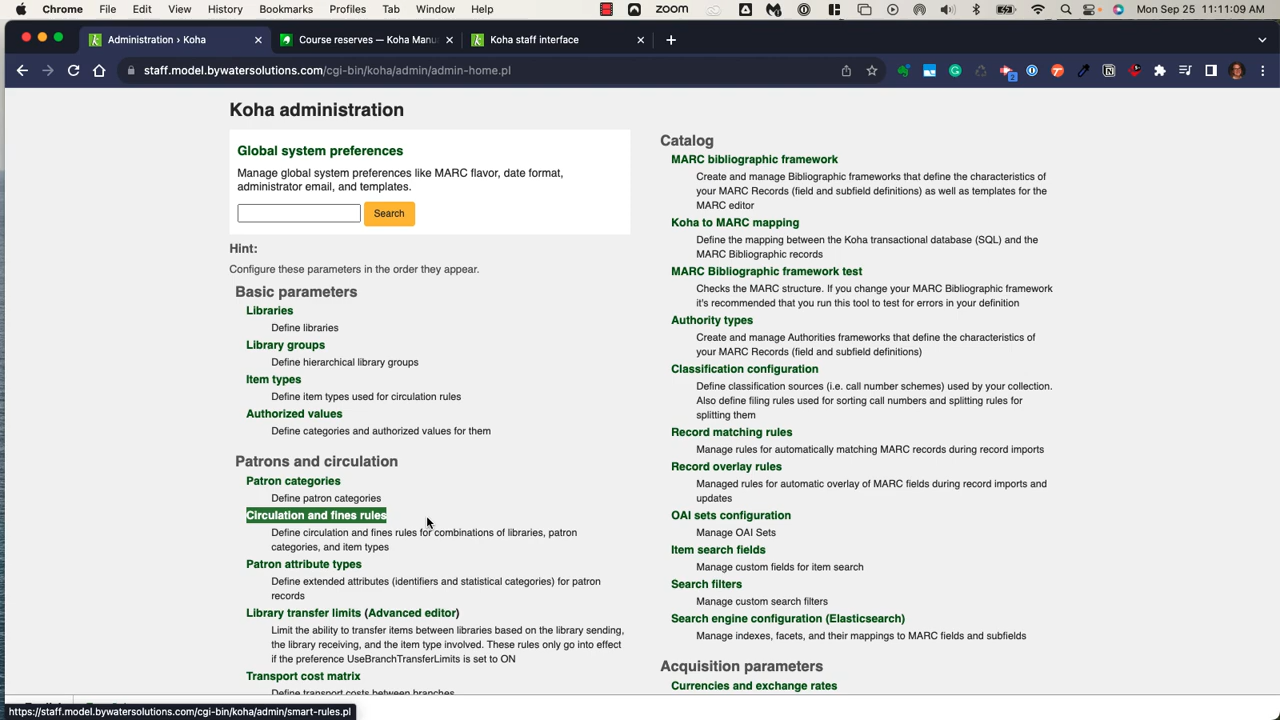 Chrome File Edit View History Bookmarks Profiles Tab Window Help zoom Mon Sep 25 11:11:09 AM
Administration › Koha Course reserves — Koha Manu Koha staff interface
staff.model.bywatersolutions.com/cgi-bin/koha/admin/admin-home.pl
Koha administration
Global system preferences
Manage global system preferences like MARC flavor, date format,
administrator email, and templates.
Search
Hint:
Configure these parameters in the order they appear.
Basic parameters
Libraries
Define libraries
Library groups
Define hierarchical library groups
Item types
Define item types used for circulation rules
Authorized values
Define categories and authorized values for them
Patrons and circulation
Patron categories
Define patron categories
Circulation and fines rules
Define circulation and fines rules for combinations of libraries, patron
categories, and item types
Patron attribute types
Define extended attributes (identifiers and statistical categories) for patron
records
Library transfer limits (Advanced editor)
Limit the ability to transfer items between libraries based on the library sending,
the library receiving, and the item type involved. These rules only go into effect
if the preference UseBranchTransferLimits is set to ON
Transport cost matrix
Define transport costs between branches
Catalog
MARC bibliographic framework
Create and manage Bibliographic frameworks that define the characteristics of
your MARC Records (field and subfield definitions) as well as templates for the
MARC editor
Koha to MARC mapping
Define the mapping between the Koha transactional database (SQL) and the
MARC Bibliographic records
MARC Bibliographic framework test
Checks the MARC structure. If you change your MARC Bibliographic framework
it's recommended that you run this tool to test for errors in your definition
Authority types
Create and manage Authorities frameworks that define the characteristics of
your MARC Records (field and subfield definitions)
Classification configuration
Define classification sources (i.e. call number schemes) used by your collection.
Also define filing rules used for sorting call numbers and splitting rules for
splitting them
Record matching rules
Manage rules for automatically matching MARC records during record imports
Record overlay rules
Managed rules for automatic overlay of MARC fields during record imports and
updates
OAI sets configuration
Manage OAI Sets
Item search fields
Manage custom fields for item search
Search filters
Manage custom search filters
Search engine configuration (Elasticsearch)
Manage indexes, facets, and their mappings to MARC fields and subfields
Acquisition parameters
Currencies and exchange rates
https://staff.model.bywatersolutions.com/cgi-bin/koha/admin/smart-rules.pl